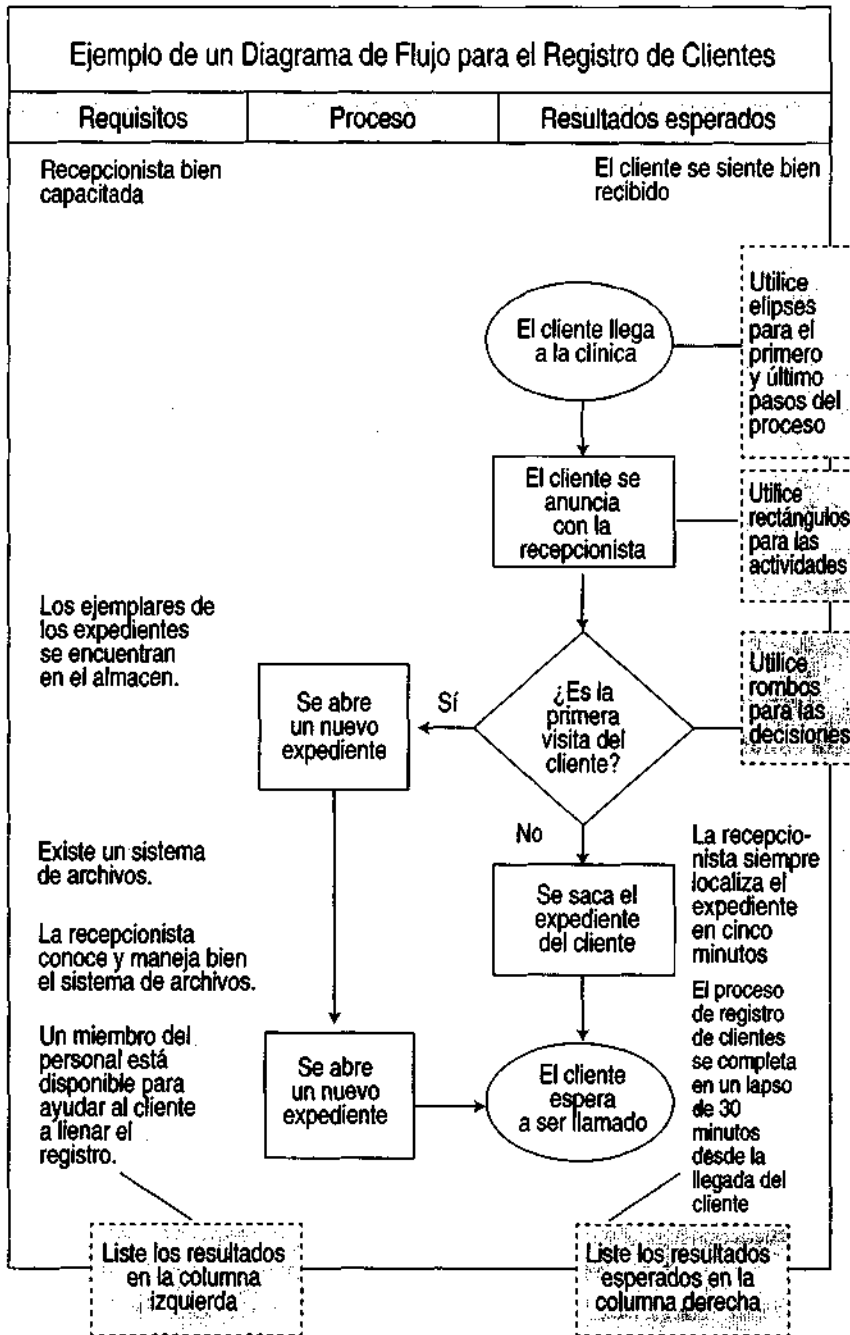 Ejemplo de un Diagrama de Flujo para el Registro de Clientes
Requisitos
Proceso
Resultados esperados
Recepcionista bien
capacitada
El cliente se siente bien
recibido
El cliente llega
a la clínica
Utilice
elipses
para el
primero
y último
pasos del
proceso
El cliente se
anuncia
con la
recepcionista
Utilice
rectángulos
para las
actividades
Los ejemplares de
los expedientes
se encuentran
en el almacen.
Se abre
un nuevo
expediente
Sí
¿Es la
primera
visita del
cliente?
Utilice
rombos
para las
decisiones
No
Existe un sistema
de archivos.
La recepcionista
conoce y maneja bien
el sistema de archivos.
Se saca el
expediente
del cliente
La recepcio-
nista siempre
localiza el
expediente
en cinco
minutos
Un miembro del
personal está
disponible para
ayudar al cliente
a llenar el
registro.
Se abre
un nuevo
expediente
El cliente
espera
a ser llamado
El proceso
de registro
de clientes
se completa
en un lapso
de 30
minutos
desde la
llegada del
cliente
Liste los resultados
en la columna
izquierda
Liste los resultados
esperados en la
columna derecha